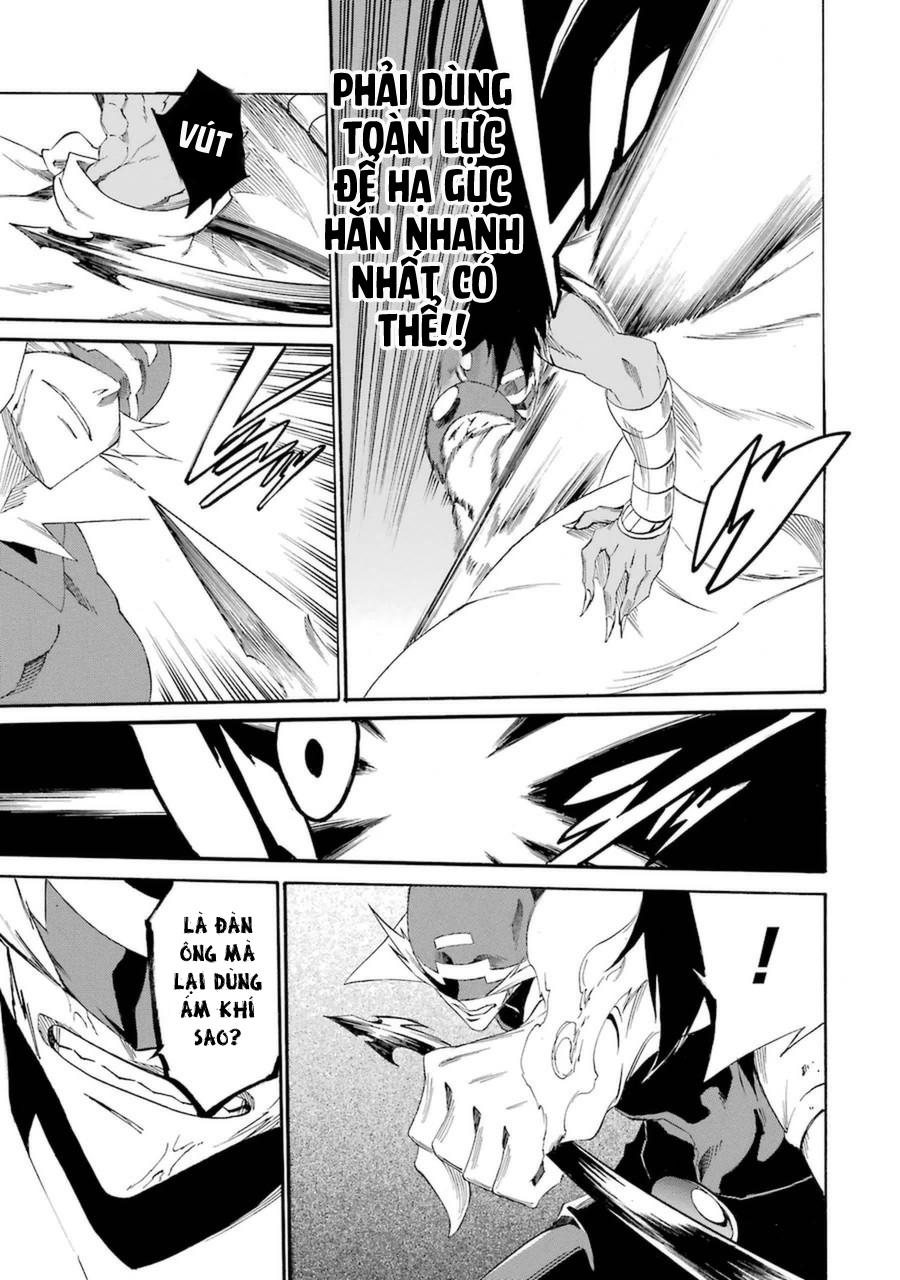 PHẢI DÙNG
TOÀN LỰC
ĐỂ HẠ GỤC
HẮN NHANH
NHẤT CÓ
THỂ!!
VÚT
!
LÀ ĐÀN
ÔNG MÀ
LẠI DÙNG
ÁM KHÍ
SAO?